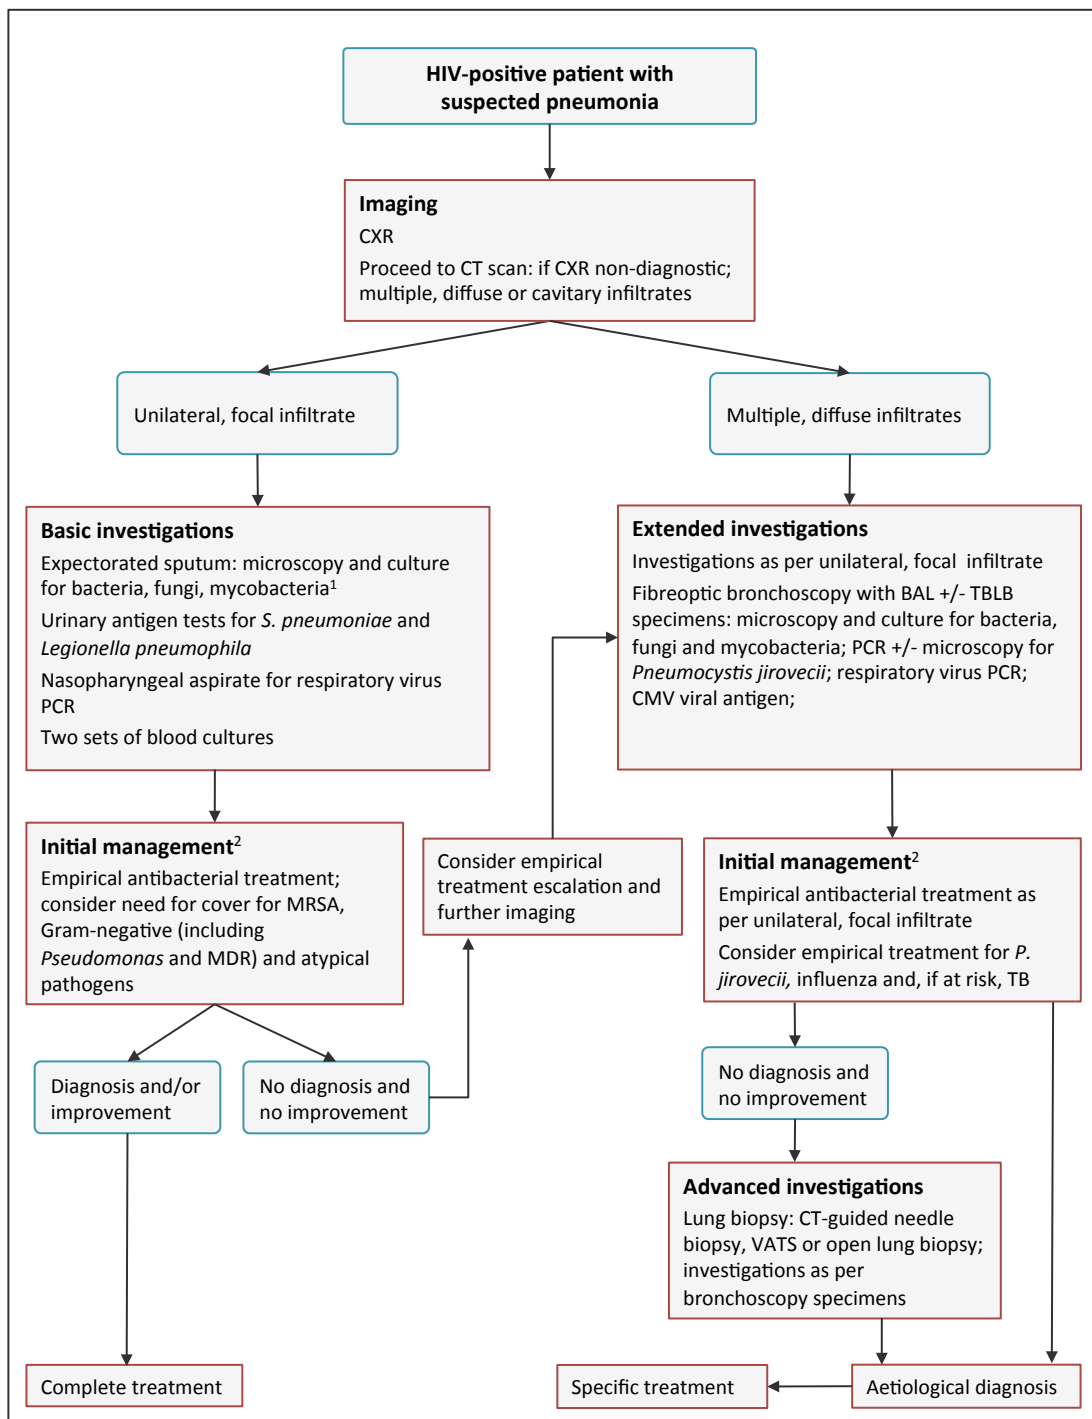 HIV-positive patient with
suspected pneumonia
Imaging
CXR
Proceed to CT scan: if CXR non-diagnostic;
multiple, diffuse or cavitary infiltrates
Unilateral, focal infiltrate
Multiple, diffuse infiltrates
Basic investigations
Expectorated sputum: microscopy and culture
for bacteria, fungi, mycobacteria¹
Urinary antigen tests for S. pneumoniae and
Legionella pneumophila
Nasopharyngeal aspirate for respiratory virus
PCR
Two sets of blood cultures
Extended investigations
Investigations as per unilateral, focal infiltrate
Fibreoptic bronchoscopy with BAL +/- TBLB
specimens: microscopy and culture for bacteria,
fungi and mycobacteria; PCR +/- microscopy for
Pneumocystis jirovecii; respiratory virus PCR;
CMV viral antigen;
Initial management²
Empirical antibacterial treatment;
consider need for cover for MRSA,
Gram-negative (including
Pseudomonas and MDR) and atypical
pathogens
Consider empirical
treatment escalation and
further imaging
Initial management²
Empirical antibacterial treatment as
per unilateral, focal infiltrate
Consider empirical treatment for P.
jirovecii, influenza and, if at risk, TB
Diagnosis and/or
improvement
No diagnosis and
no improvement
No diagnosis and
no improvement
Advanced investigations
Lung biopsy: CT-guided needle
biopsy, VATS or open lung biopsy;
investigations as per
bronchoscopy specimens
Complete treatment
Specific treatment
Aetiological diagnosis